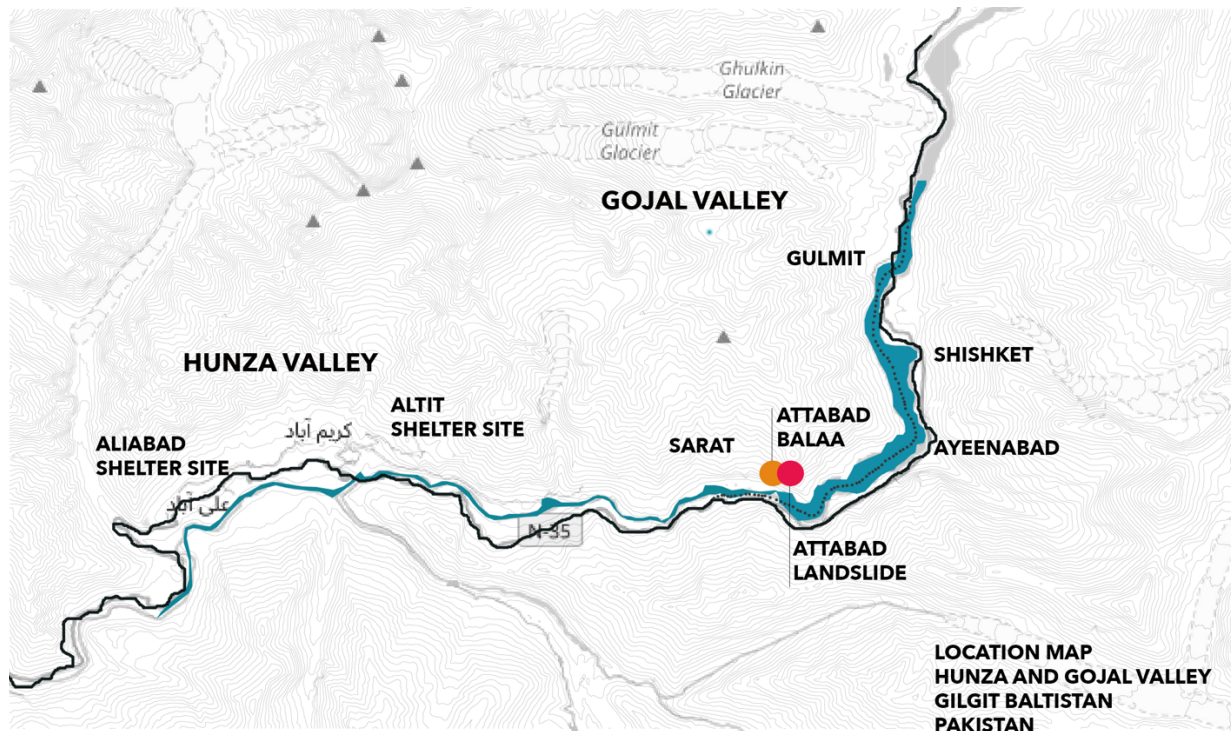 Ghulkin
Glacier
Gulmit
Glacier
GOJAL VALLEY
GULMIT
SHISHKET
HUNZA VALLEY
ALTIT
SHELTER SITE
کریم آباد
ALIABAD
SHELTER SITE
علی آباد
SARAT
ATTABAD
BALAA
AYEENABAD
N-35
ATTABAD
LANDSLIDE
LOCATION MAP
HUNZA AND GOJAL VALLEY
GILGIT BALTISTAN
PAKISTAN